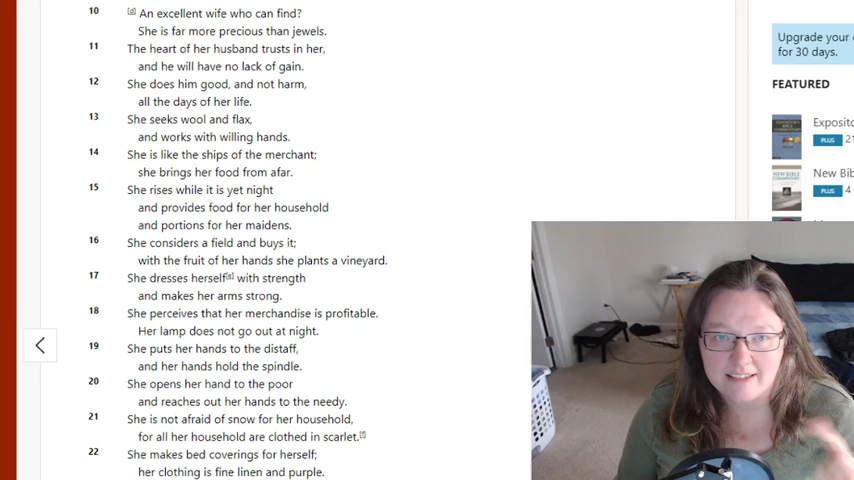 10 [d] An excellent wife who can find?
She is far more precious than jewels.
11 The heart of her husband trusts in her,
and he will have no lack of gain.
12 She does him good, and not harm,
all the days of her life.
13 She seeks wool and flax,
and works with willing hands.
14 She is like the ships of the merchant;
she brings her food from afar.
15 She rises while it is yet night
and provides food for her household
and portions for her maidens.
16 She considers a field and buys it;
with the fruit of her hands she plants a vineyard.
17 She dresses herself[e] with strength
and makes her arms strong.
18 She perceives that her merchandise is profitable.
Her lamp does not go out at night.
19 She puts her hands to the distaff,
and her hands hold the spindle.
20 She opens her hand to the poor
and reaches out her hands to the needy.
21 She is not afraid of snow for her household,
for all her household are clothed in scarlet.[f]
22 She makes bed coverings for herself;
her clothing is fine linen and purple.
Upgrade your
for 30 days.
FEATURED
Exposito
PLUS 21
New Bib
PLUS 4